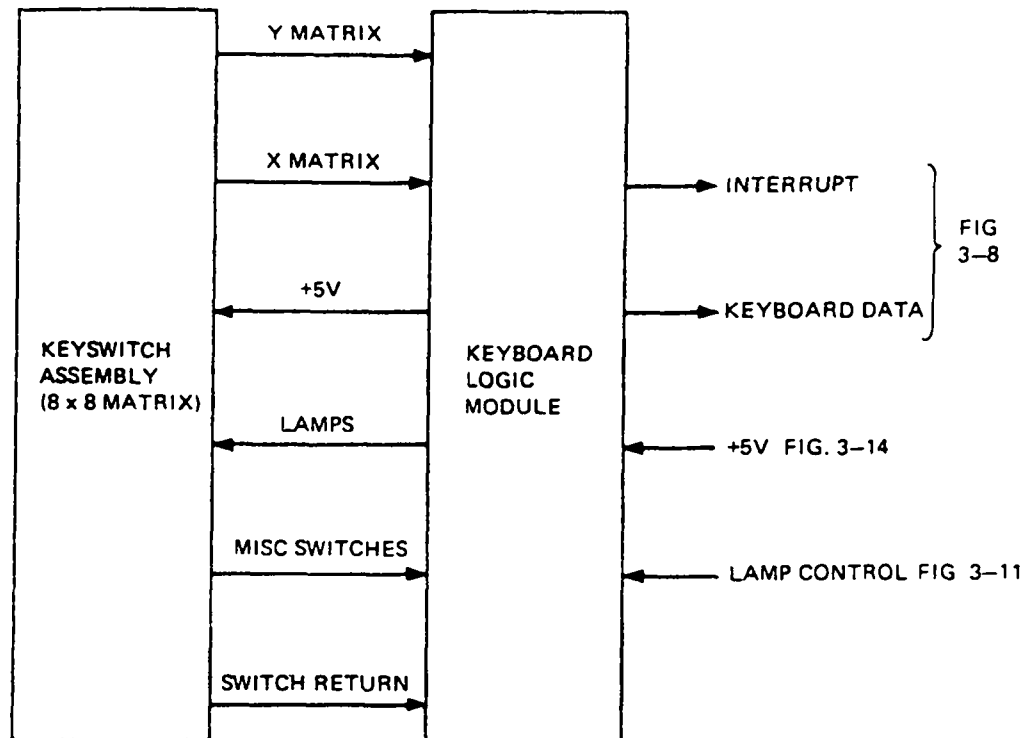 Y MATRIX
X MATRIX
INTERRUPT
FIG
3–8
+5V
KEYBOARD DATA
KEYSWITCH
ASSEMBLY
(8 x 8 MATRIX)
KEYBOARD
LOGIC
MODULE
LAMPS
+5V FIG. 3–14
MISC SWITCHES
LAMP CONTROL FIG 3–11
SWITCH RETURN